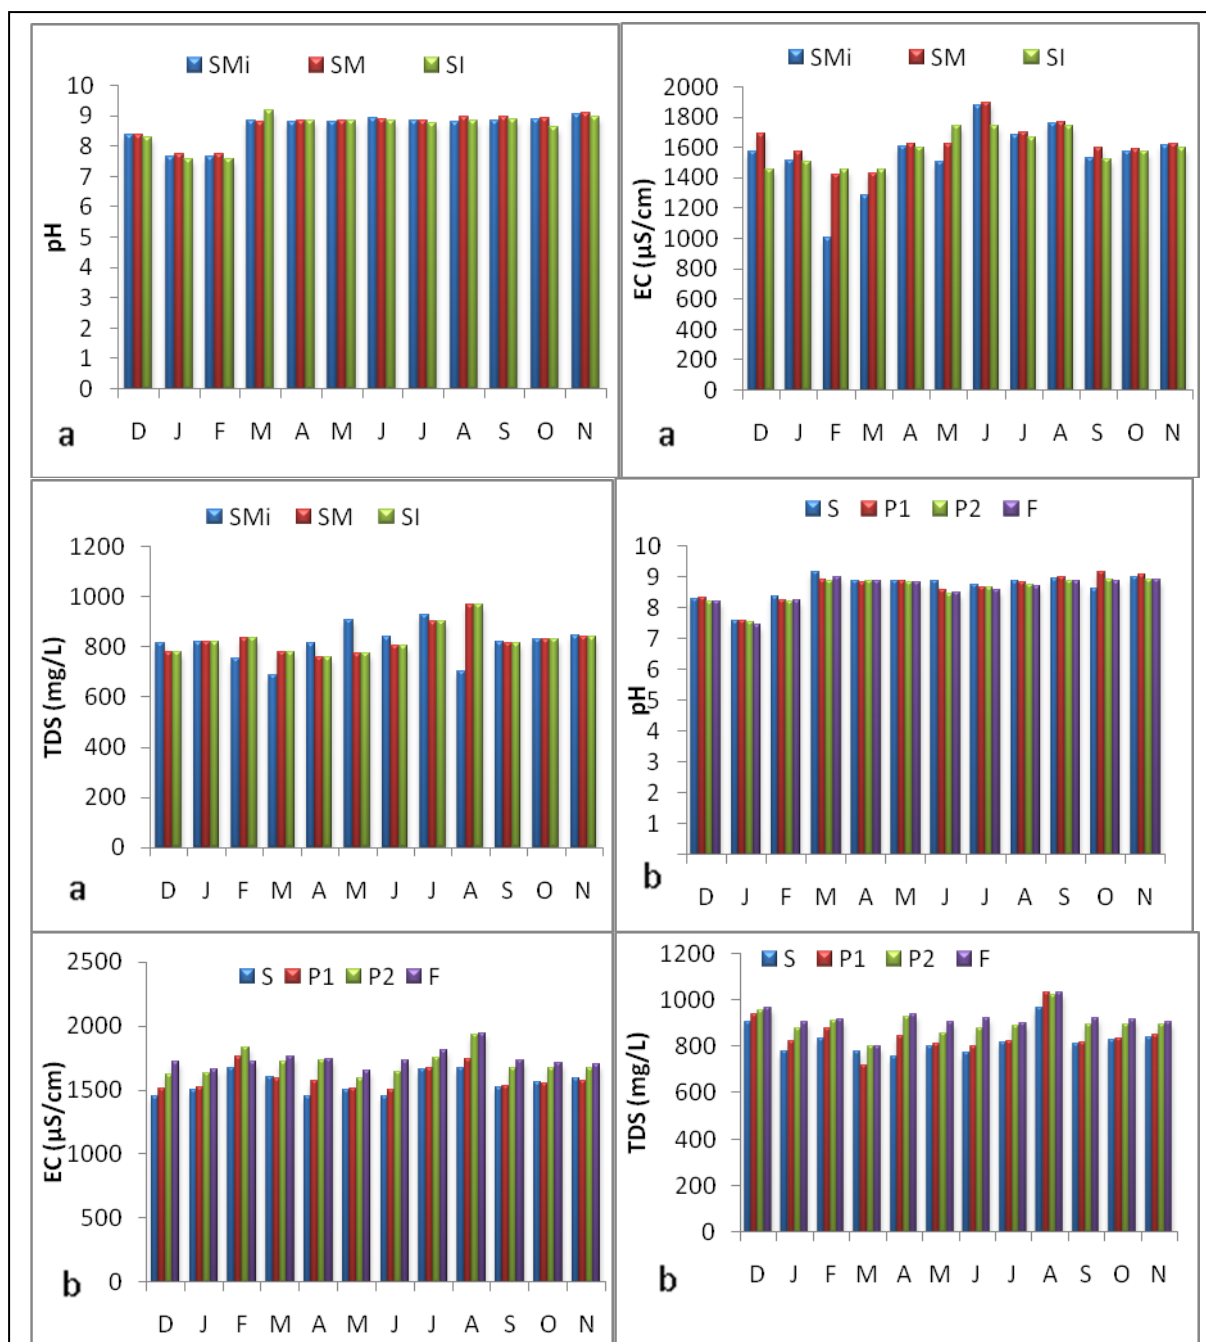 SMi SM SI
10
9
8
7
6
5
4
3
2
1
0
pH
D J F M A M J J A S O N
a
SMi SM SI
2000
1800
1600
1400
1200
1000
800
600
400
200
0
EC (µS/cm)
D J F M A M J J A S O N
a
SMi SM SI
1200
1000
800
600
400
200
0
TDS (mg/L)
D J F M A M J J A S O N
a
S P1 P2 F
10
9
8
7
6
5
4
3
2
1
pH
D J F M A M J J A S O N
b
S P1 P2 F
2500
2000
1500
1000
500
0
EC (µS/cm)
D J F M A M J J A S O N
b
S P1 P2 F
1200
1000
800
600
400
200
0
TDS (mg/L)
D J F M A M J J A S O N
b